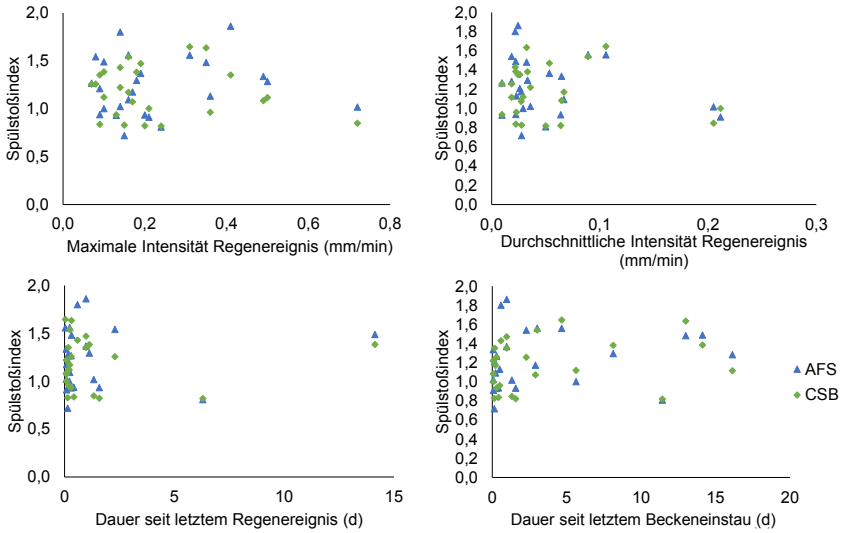 2,0
1,5
1,0
0,5
0,0
Spülstoßindex
0,0 0,2 0,4 0,6 0,8
Maximale Intensität Regenereignis (mm/min)
2,0
1,8
1,6
1,4
1,2
1,0
0,8
0,6
0,4
0,2
0,0
Spülstoßindex
0,0 0,1 0,2 0,3
Durchschnittliche Intensität Regenereignis
(mm/min)
2,0
1,5
1,0
0,5
0,0
Spülstoßindex
0 5 10 15
Dauer seit letztem Regenereignis (d)
2,0
1,8
1,6
1,4
1,2
1,0
0,8
0,6
0,4
0,2
0,0
Spülstoßindex
0 5 10 15 20
Dauer seit letztem Beckeneinstau (d)
AFS
CSB